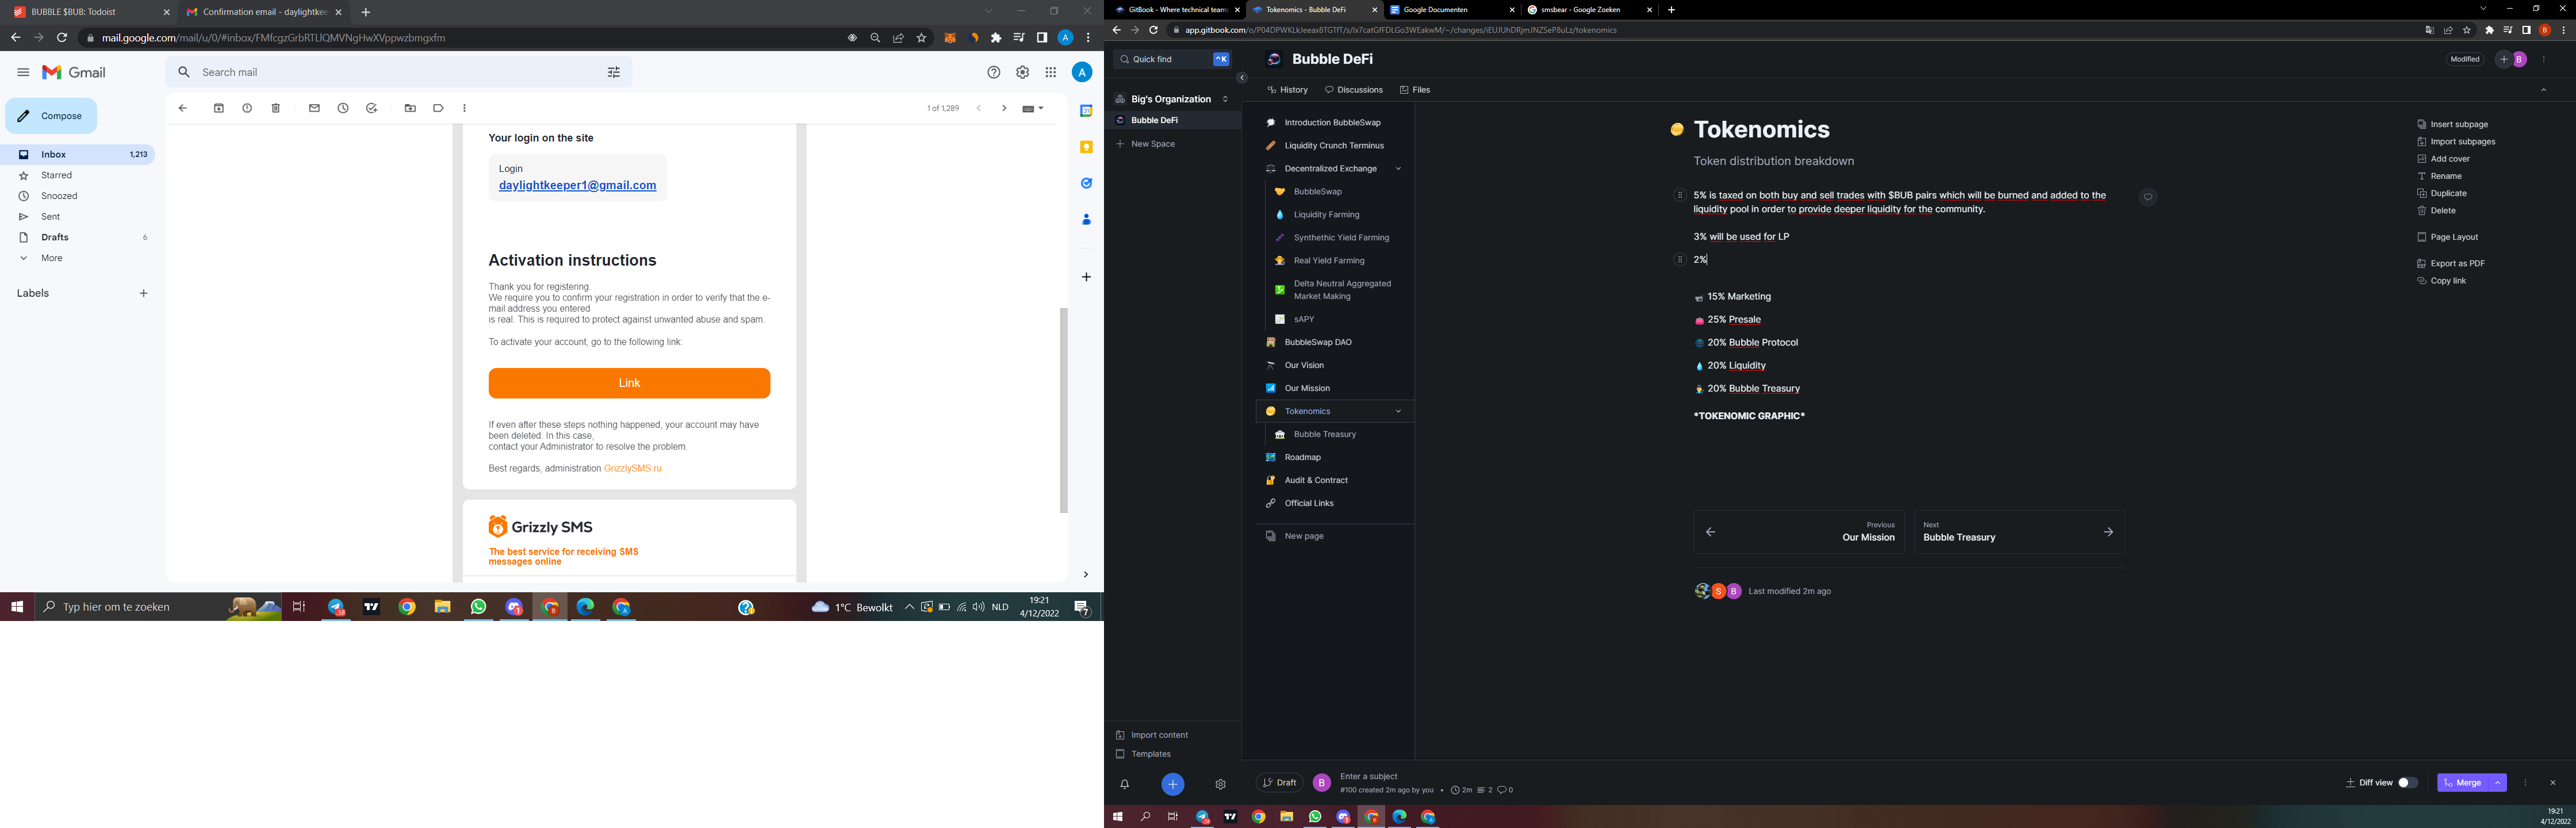 BUBBLE $BUB: Todoist
Confirmation email - daylightkee
mail.google.com/mail/u/0/#inbox/FMfcgzGrbRTLlQMVNgHwXVppwzbmgxfm
Gmail
Search mail
A
Compose
Inbox 1,213
Starred
Snoozed
Sent
Drafts 6
More
Labels
1 of 1,289
Your login on the site
Login
daylightkeeper1@gmail.com
Activation instructions
Thank you for registering.
We require you to confirm your registration in order to verify that the e-
mail address you entered
is real. This is required to protect against unwanted abuse and spam.
To activate your account, go to the following link:
Link
If even after these steps nothing happened, your account may have
been deleted. In this case,
contact your Administrator to resolve the problem.
Best regards, administration GrizzlySMS.ru
Grizzly SMS
The best service for receiving SMS
messages online
Typ hier om te zoeken
1°C Bewolkt
NLD
19:21
4/12/2022
7
GitBook - Where technical team
Tokenomics - Bubble DeFi
Google Documenten
smsbear - Google Zoeken
Quick find ^K
Big's Organization
Bubble DeFi
New Space
Import content
Templates
Bubble DeFi
Modified
B
History
Discussions
Files
Introduction BubbleSwap
Liquidity Crunch Terminus
Decentralized Exchange
BubbleSwap
Liquidity Farming
Synthethic Yield Farming
Real Yield Farming
Delta Neutral Aggregated
Market Making
sAPY
BubbleSwap DAO
Our Vision
Our Mission
Tokenomics
Bubble Treasury
Roadmap
Audit & Contract
Official Links
New page
Tokenomics
Token distribution breakdown
5% is taxed on both buy and sell trades with $BUB pairs which will be burned and added to the
liquidity pool in order to provide deeper liquidity for the community.
3% will be used for LP
2%
15% Marketing
25% Presale
20% Bubble Protocol
20% Liquidity
20% Bubble Treasury
*TOKENOMIC GRAPHIC*
Previous
Our Mission
Next
Bubble Treasury
S
B
Last modified 2m ago
Insert subpage
Import subpages
Add cover
Rename
Duplicate
Delete
Page Layout
Export as PDF
Copy link
Draft
B
Enter a subject
#100 created 2m ago by you • 2m 2 0
Diff view
Merge
19:21
4/12/2022